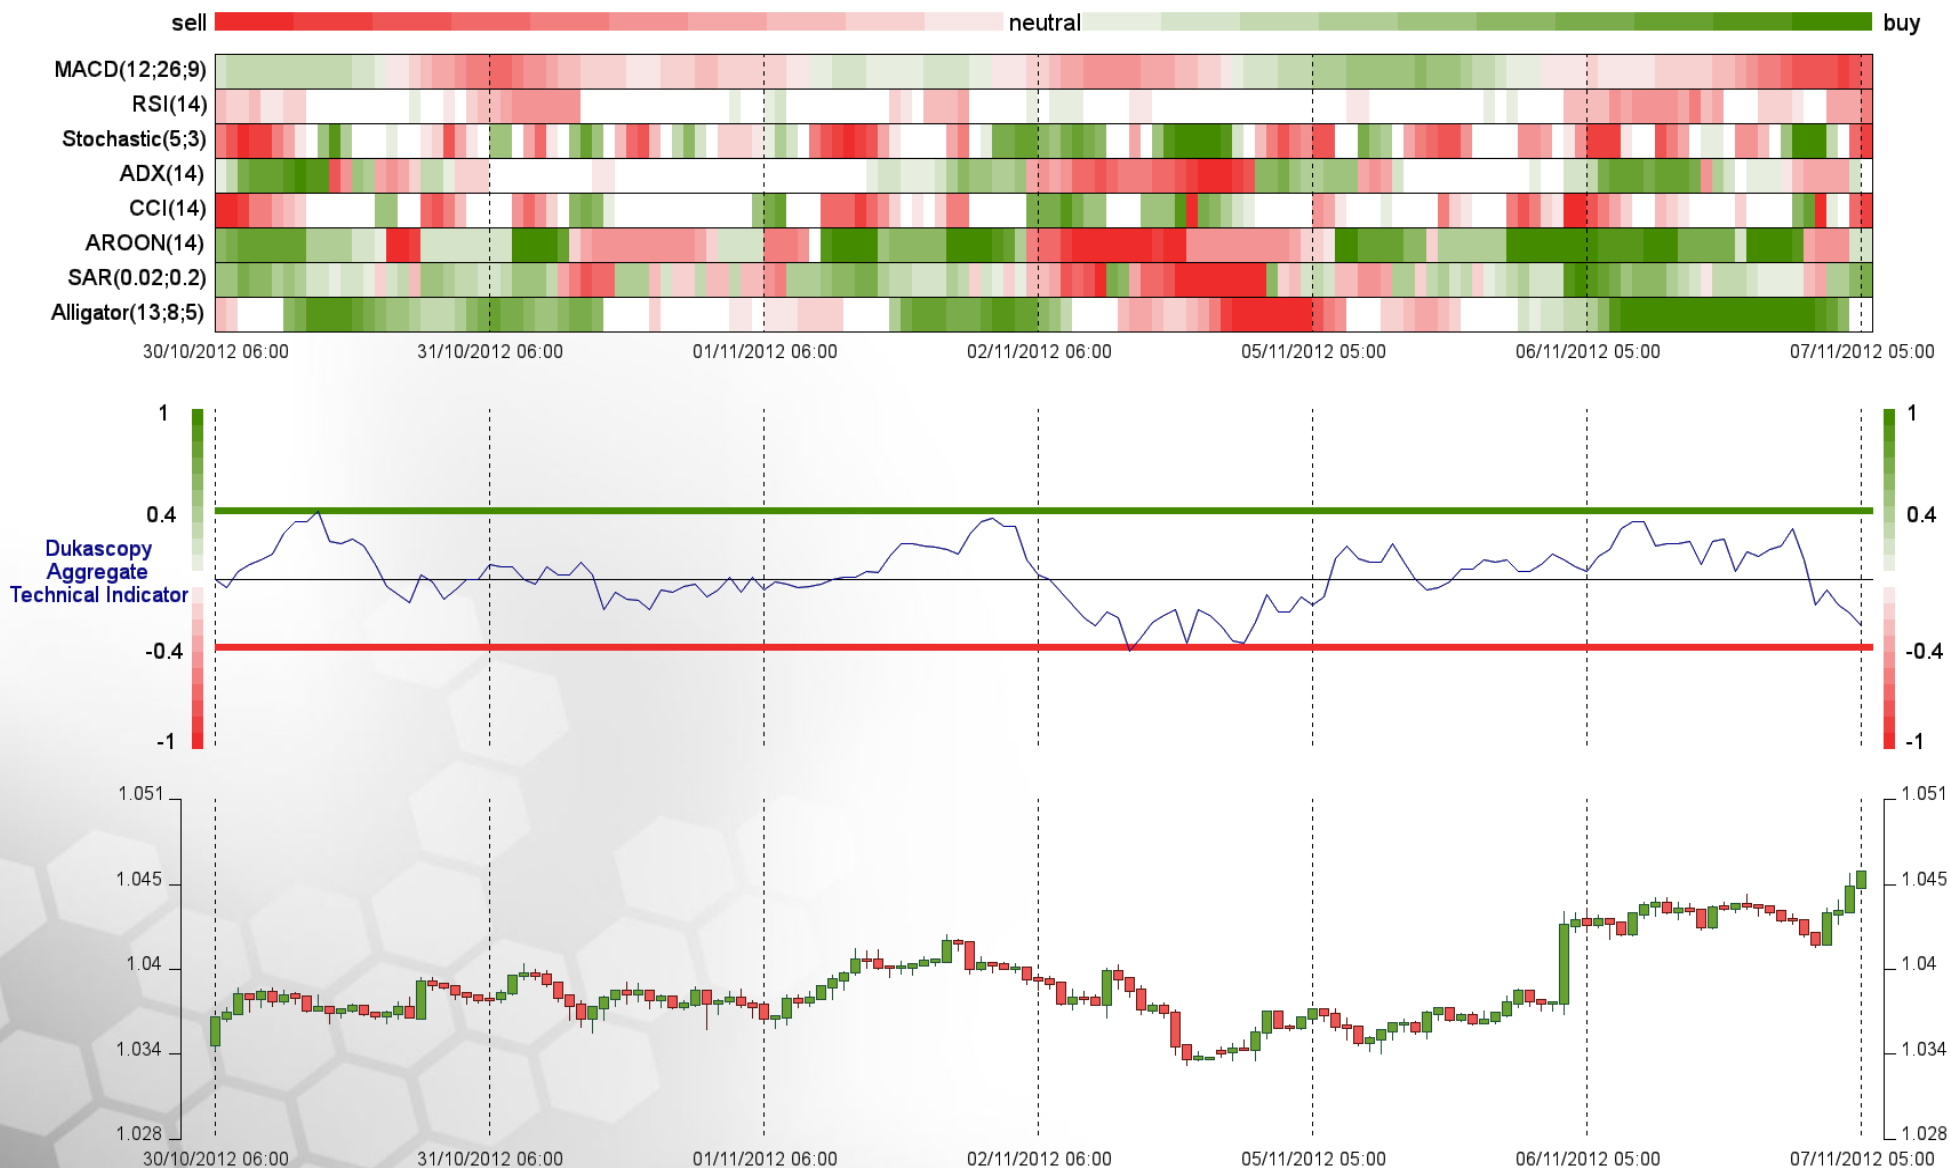 sell neutral buy
MACD(12;26;9)
RSI(14)
Stochastic(5;3)
ADX(14)
CCI(14)
AROON(14)
SAR(0.02;0.2)
Alligator(13;8;5)
30/10/2012 06:00 31/10/2012 06:00 01/11/2012 06:00 02/11/2012 06:00 05/11/2012 05:00 06/11/2012 05:00 07/11/2012 05:00
1 1
0.4 0.4
Dukascopy
Aggregate
Technical Indicator
-0.4 -0.4
-1 -1
1.051 1.051
1.045 1.045
1.04 1.04
1.034 1.034
1.028 1.028
30/10/2012 06:00 31/10/2012 06:00 01/11/2012 06:00 02/11/2012 06:00 05/11/2012 05:00 06/11/2012 05:00 07/11/2012 05:00